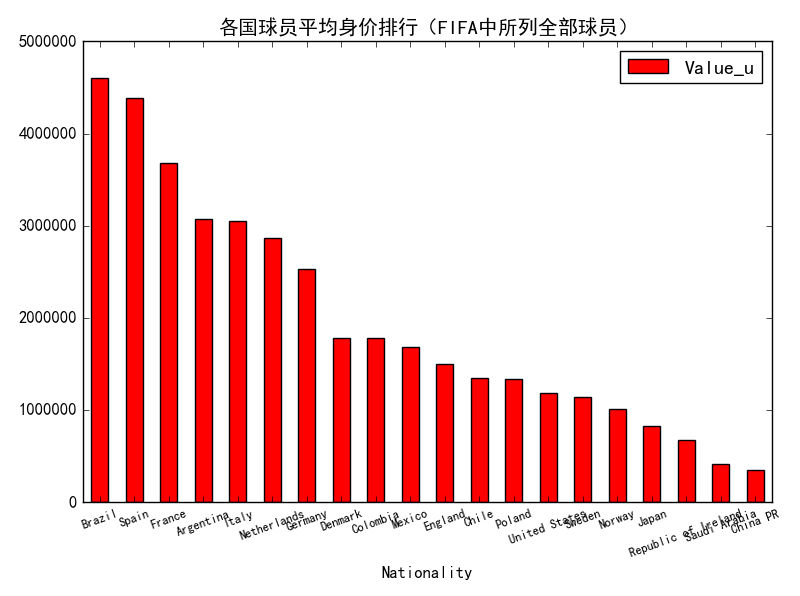 各国球员平均身价排行（FIFA中所列全部球员）
Value_u
5000000
4000000
3000000
2000000
1000000
0
Brazil
Spain
France
Argentina
Italy
Netherlands
Germany
Denmark
Colombia
Mexico
England
Chile
Poland
United States
Sweden
Norway
Japan
Republic of Ireland
Saudi Arabia
China PR
Nationality